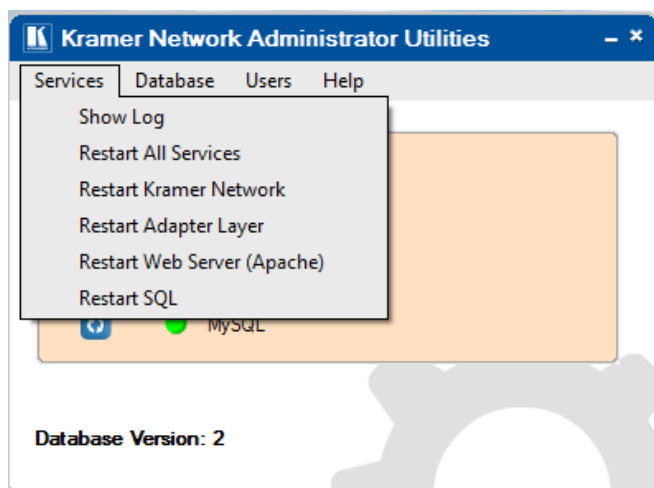 Kramer Network Administrator Utilities
Services Database Users Help
Show Log
Restart All Services
Restart Kramer Network
Restart Adapter Layer
Restart Web Server (Apache)
Restart SQL
MySQL
Database Version: 2